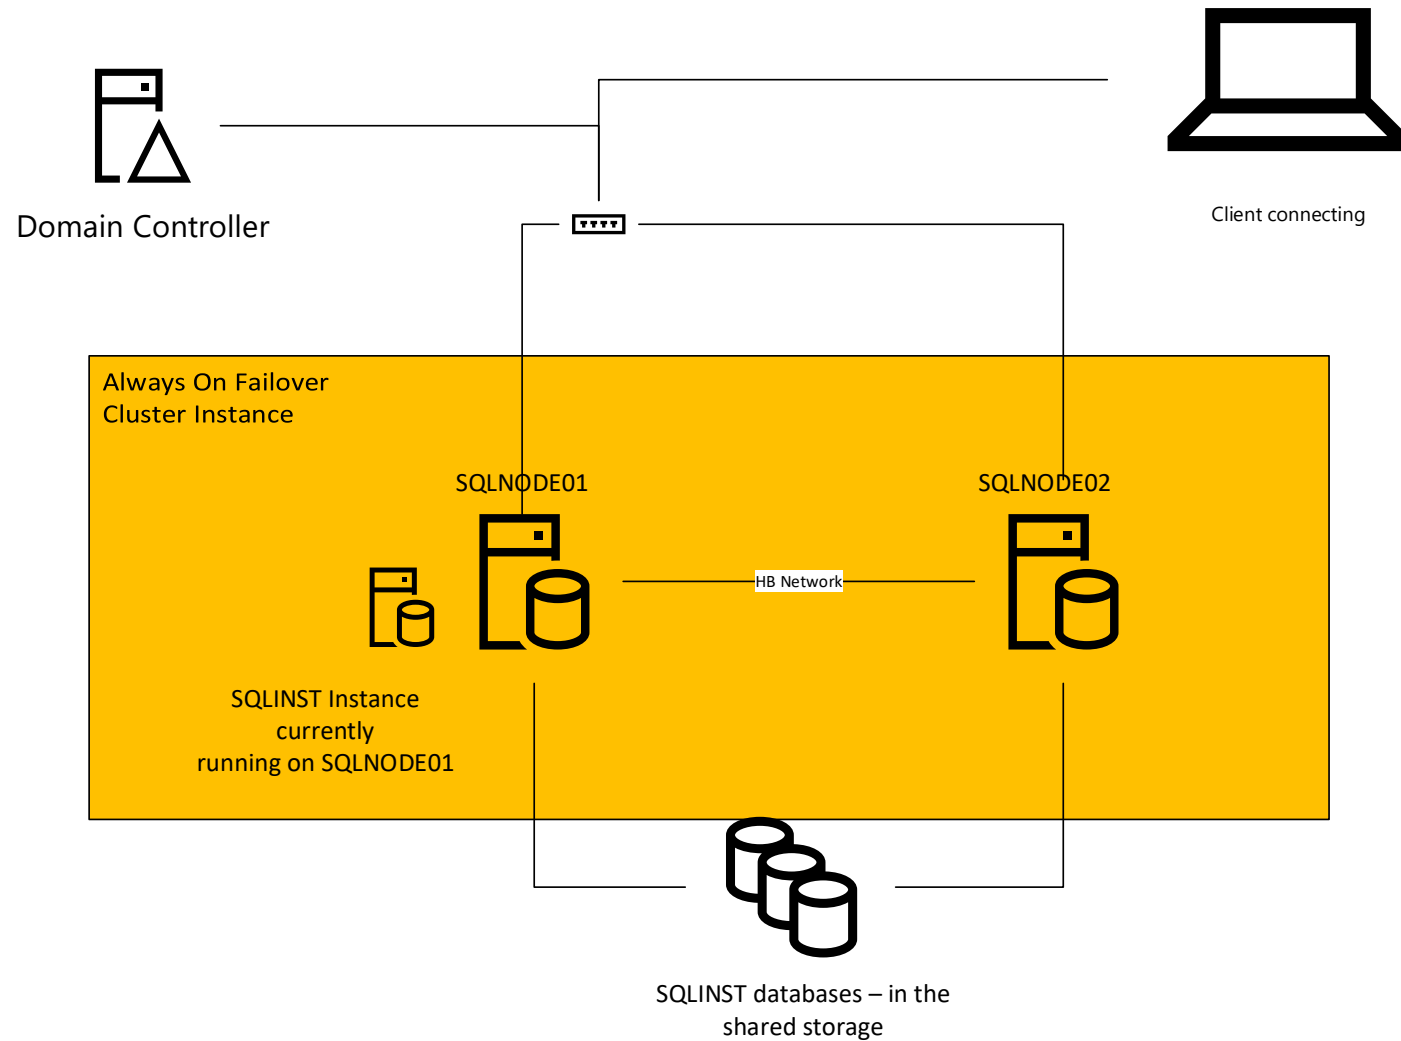 Domain Controller
Client connecting
Always On Failover
Cluster Instance
SQLNODE01
SQLNODE02
HB Network
SQLINST Instance
currently
running on SQLNODE01
SQLINST databases – in the
shared storage